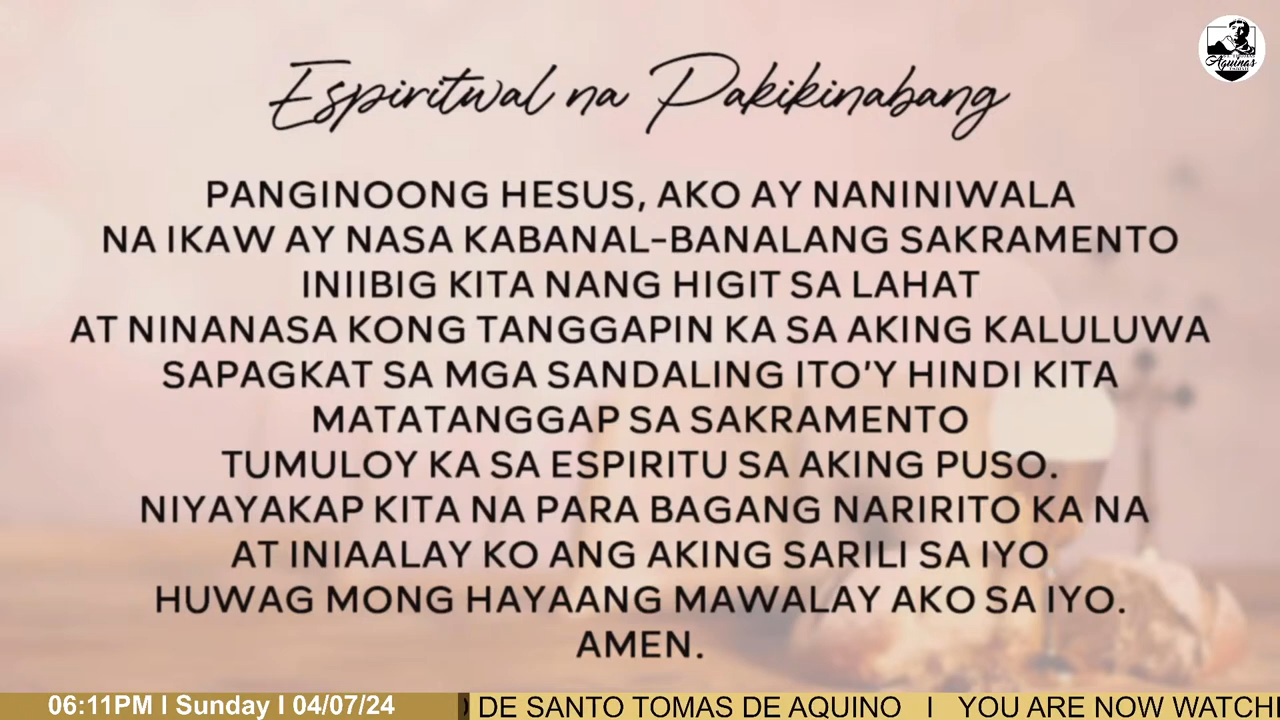 Aquinas
Espiritwal na Pakikinabang
PANGINOONG HESUS, AKO AY NANINIWALA
NA IKAW AY NASA KABANAL-BANALANG SAKRAMENTO
INIIBIG KITA NANG HIGIT SA LAHAT
AT NINANASA KONG TANGGAPIN KA SA AKING KALULUWA
SAPAGKAT SA MGA SANDALING ITO'Y HINDI KITA
MATATANGGAP SA SAKRAMENTO
TUMULOY KA SA ESPIRITU SA AKING PUSO.
NIYAYAKAP KITA NA PARA BAGANG NARIRITO KA NA
AT INIAALAY KO ANG AKING SARILI SA IYO
HUWAG MONG HAYAANG MAWALAY AKO SA IYO.
AMEN.
06:11PM I Sunday I 04/07/24 DE SANTO TOMAS DE AQUINO I YOU ARE NOW WATCHI